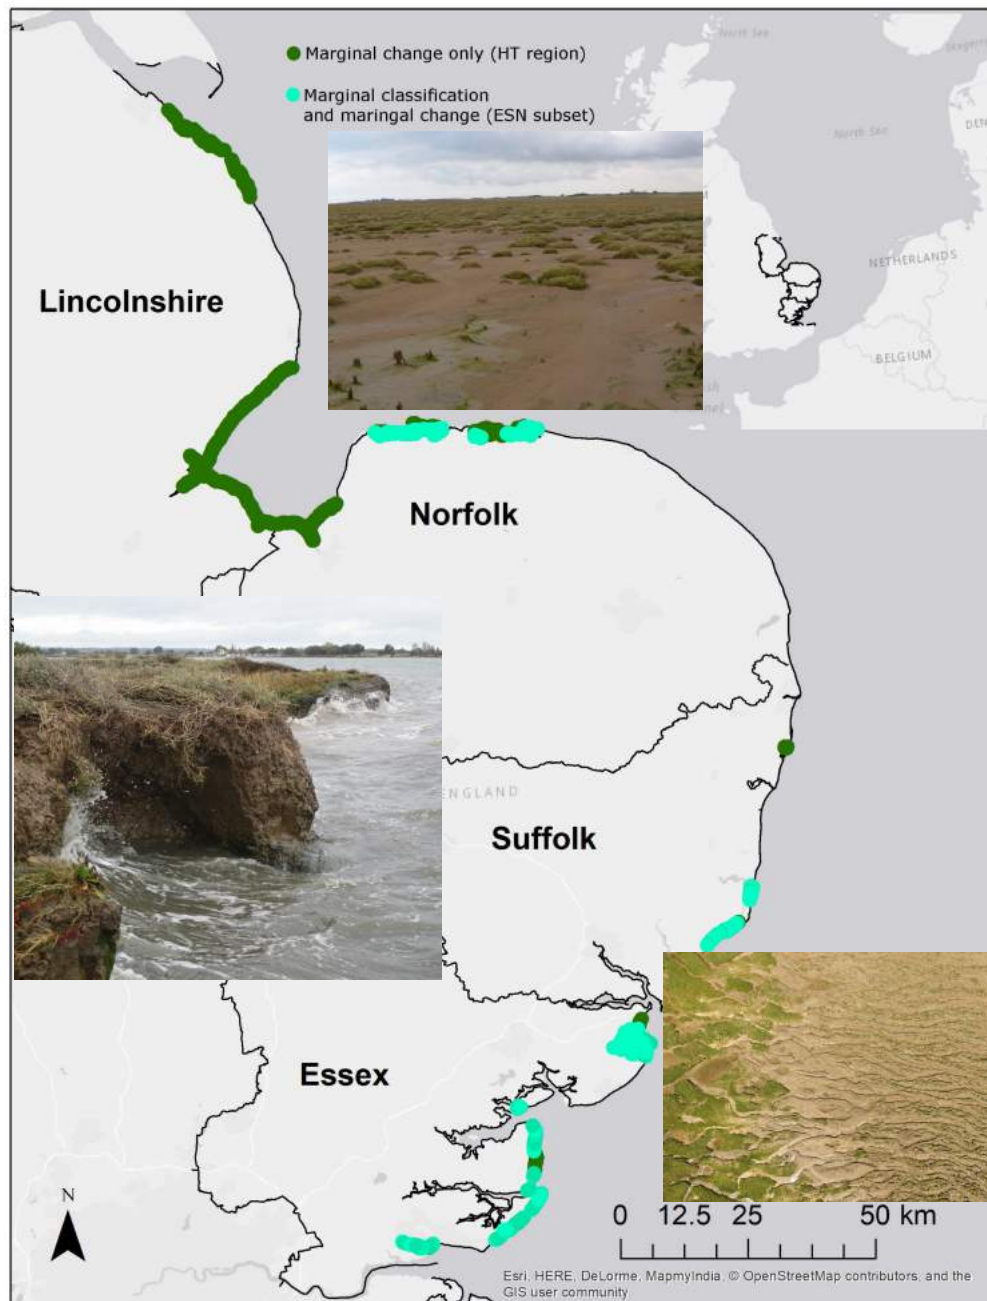 Marginal change only (HT region)
Marginal classification
and maringal change (ESN subset)
North Sea
North Sea
DEN
NETHERLANDS
BELGIUM
Lincolnshire
Norfolk
ENGLAND
Suffolk
Essex
N
0 12.5 25 50 km
Esri, HERE, DeLorme, MapmyIndia, © OpenStreetMap contributors, and the
GIS user community